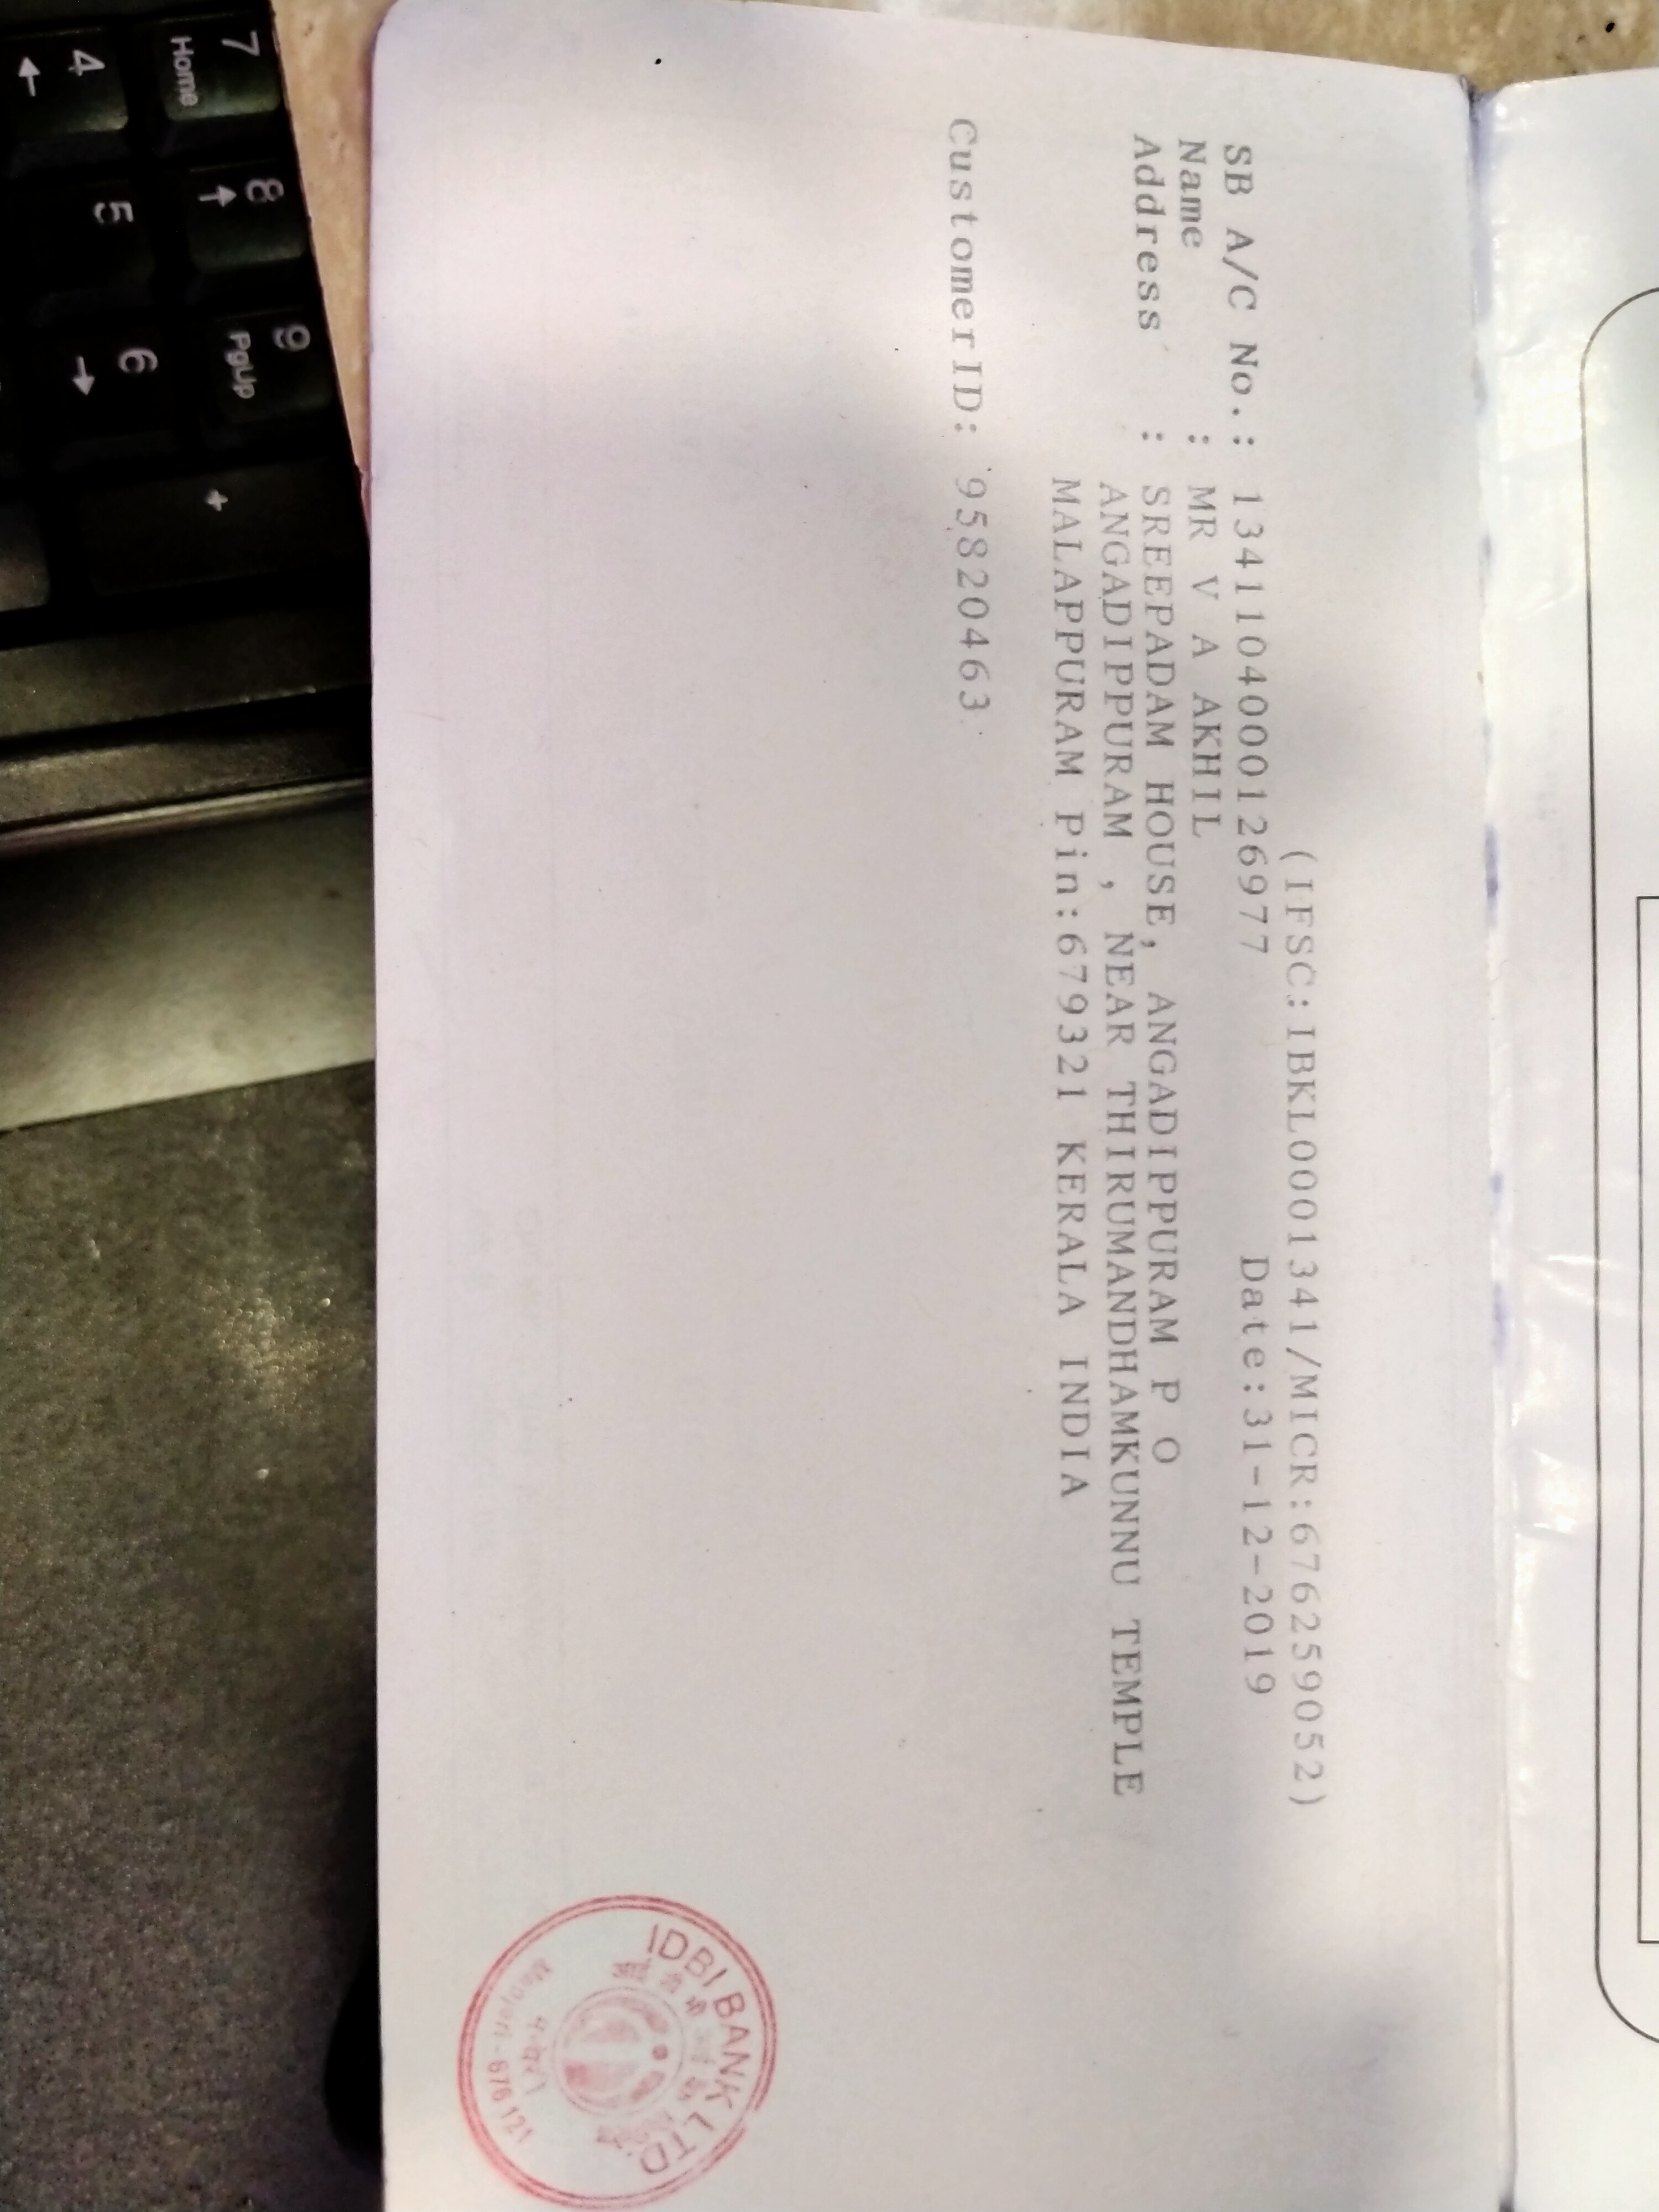 (IFSC:IBKL0001341/MICR:676259052)
SB A/C No.: 1341104000126977 Date:31-12-2019
Name : MR V A AKHIL
Address : SREEPADAM HOUSE, ANGADIPPURAM P O
ANGADIPPURAM , NEAR THIRUMANDHAMKUNNU TEMPLE
MALAPPURAM Pin:679321 KERALA INDIA
CustomerID: 95820463
IDBI BANK LTD.
Manjeri - 676 121
7
Home
8
9
PgUp
+
4
5
6